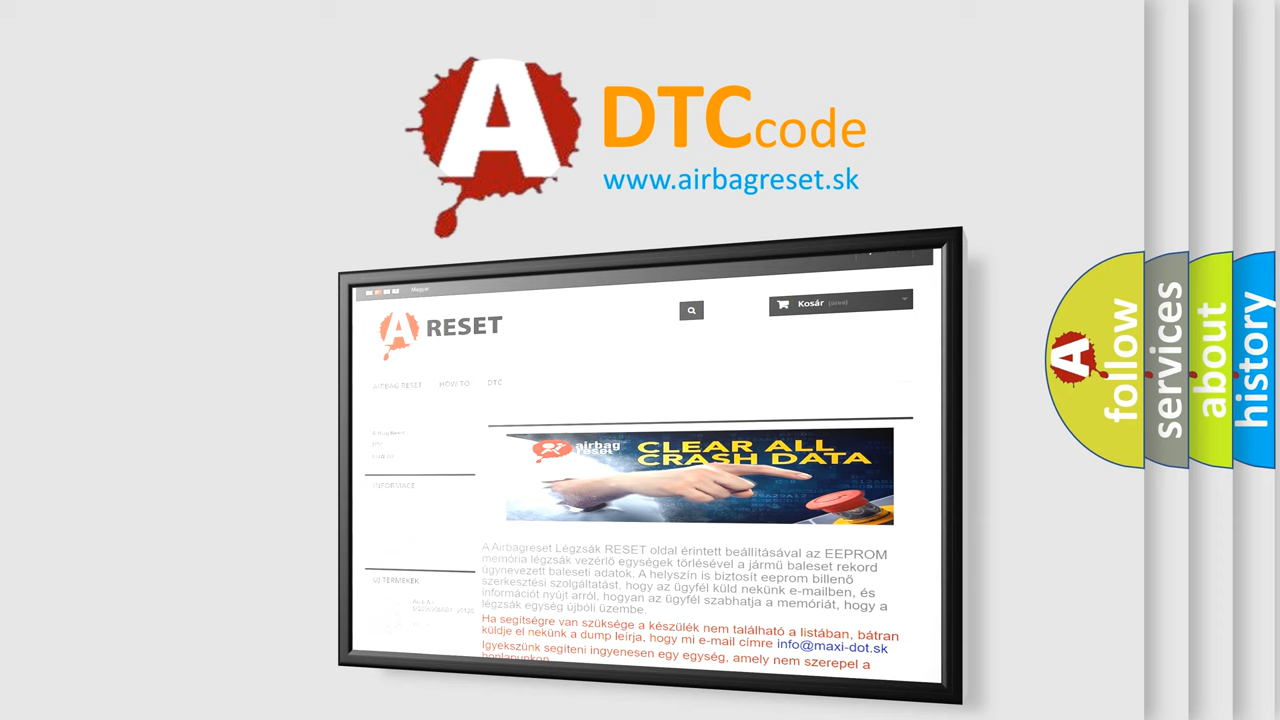 A
DTCcode
www.airbagreset.sk
Magyar
Kosár (üres)
A RESET
AIRBAG RESET HOW TO DTC
INFORMACE
ÚJ TERMÉKEK
airbag
reset
CLEAR ALL
CRASH DATA
A Airbagreset Légzsák RESET oldal érintett beállításával az EEPROM
memória légzsák vezérlő egységek törlésével a jármű baleset rekord
úgynevezett baleseti adatok. A helyszín is biztosít eeprom billenő
szerkesztési szolgáltatást, hogy az ügyfél küld nekünk e-mailben, és
információt nyújt arról, hogyan az ügyfél szabhatja a memóriát, hogy a
légzsák egység újbóli üzembe.
Ha segítségre van szüksége a készülék nem található a listában, bátran
küldje el nekünk a dump leírja, hogy mi e-mail címre info@maxi-dot.sk
Igyekszünk segíteni ingyenesen egy egység, amely nem szerepel a
honlapunkon
A
follow
services
about
history